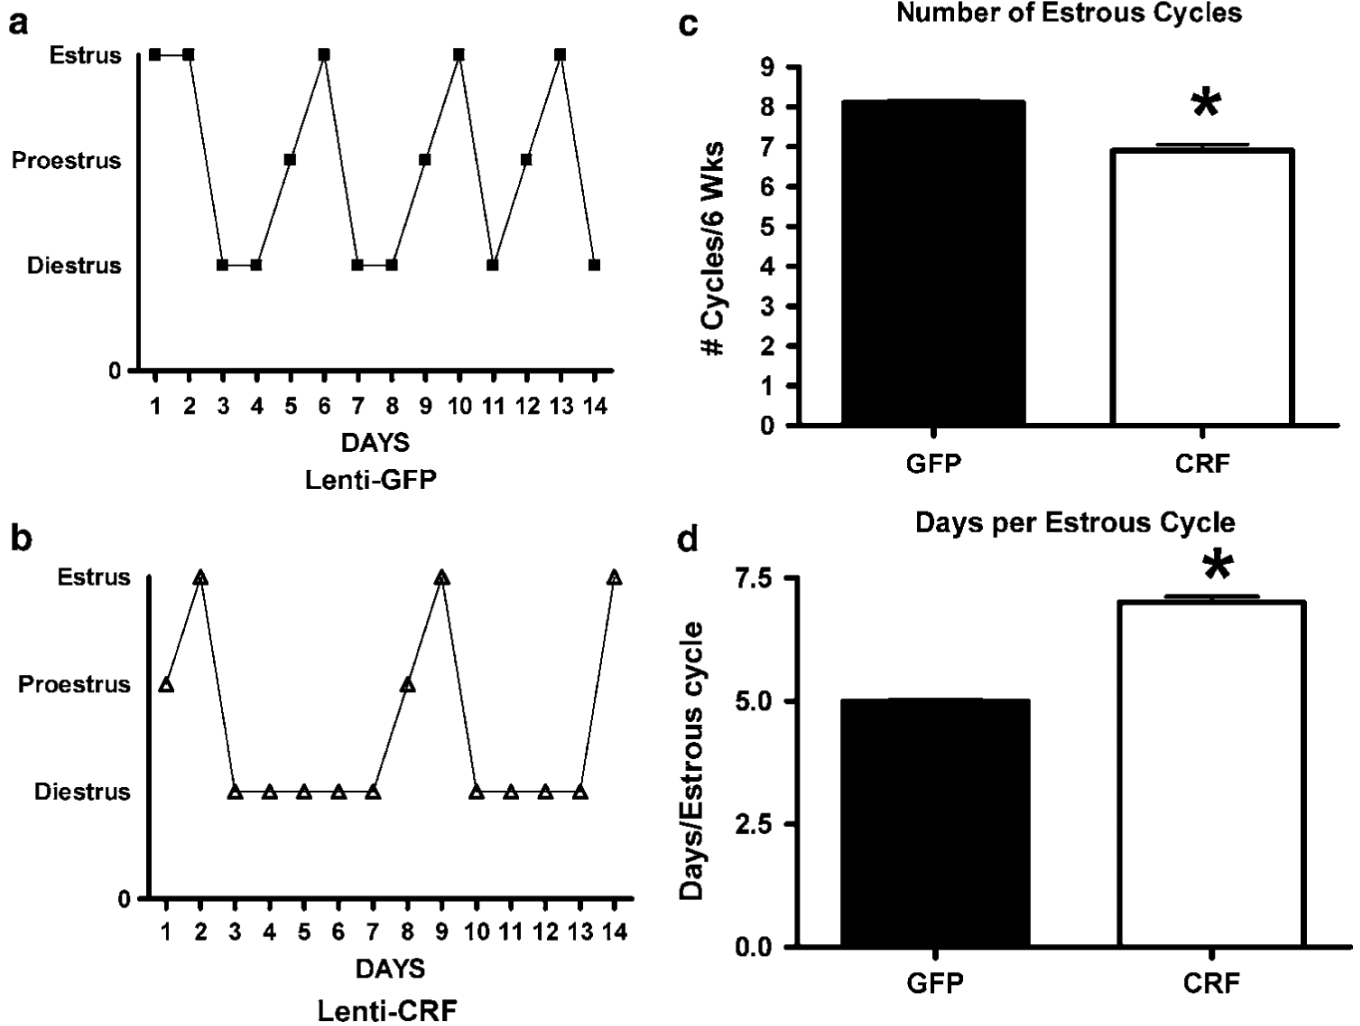 a
Estrus
Proestrus
Diestrus
0
1 2 3 4 5 6 7 8 9 10 11 12 13 14
DAYS
Lenti-GFP
b
Estrus
Proestrus
Diestrus
0
1 2 3 4 5 6 7 8 9 10 11 12 13 14
DAYS
Lenti-CRF
c
Number of Estrous Cycles
# Cycles/6 Wks
9
8
7
6
5
4
3
2
1
0
*
GFP CRF
d
Days per Estrous Cycle
Days/Estrous cycle
7.5
5.0
2.5
0.0
*
GFP CRF